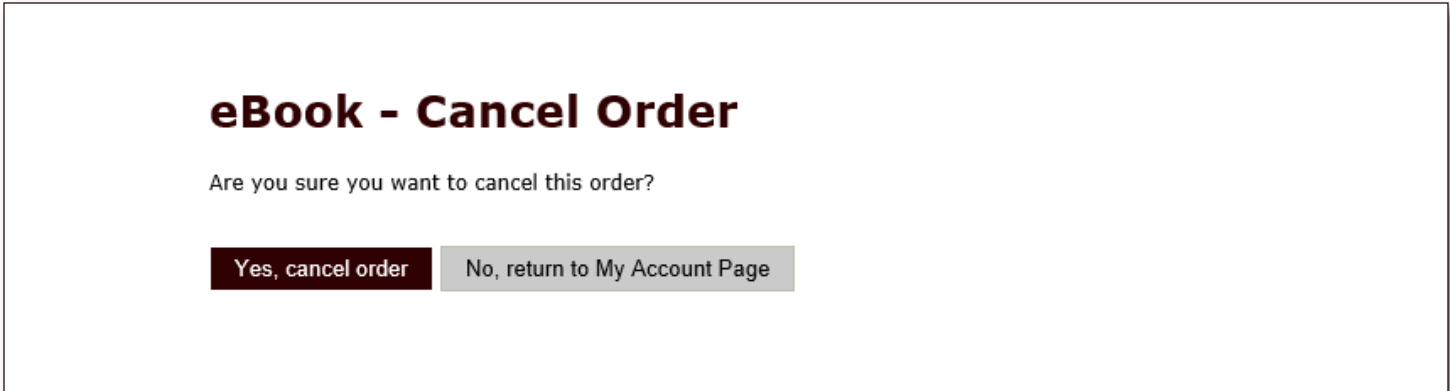 eBook - Cancel Order
Are you sure you want to cancel this order?
Yes, cancel order No, return to My Account Page